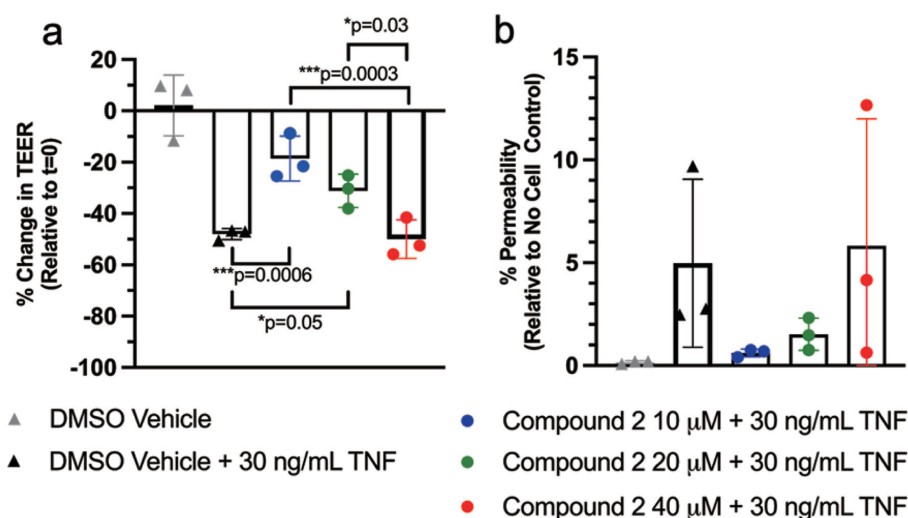 a
*p=0.03
***p=0.0003
20
0
-20
-40
-60
-80
-100
% Change in TEER
(Relative to t=0)
***p=0.0006
*p=0.05
b
15
10
5
0
% Permeability
(Relative to No Cell Control)
DMSO Vehicle
DMSO Vehicle + 30 ng/mL TNF
Compound 2 10 μM + 30 ng/mL TNF
Compound 2 20 μM + 30 ng/mL TNF
Compound 2 40 μM + 30 ng/mL TNF